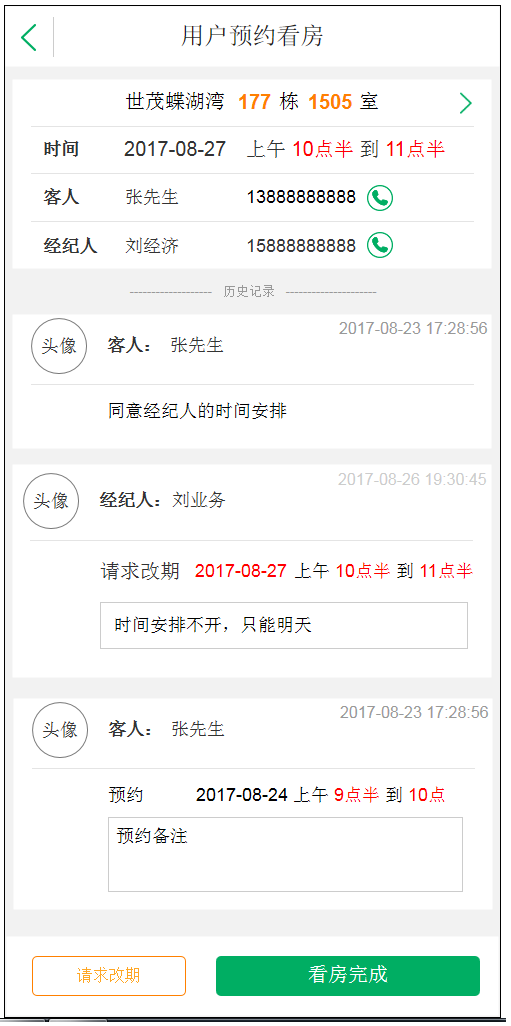 用户预约看房
世茂蝶湖湾 177 栋 1505 室
时间 2017-08-27 上午 10点半 到 11点半
客人 张先生 13888888888
经纪人 刘经济 15888888888
------------------- 历史记录 --------------------
2017-08-23 17:28:56
头像 客人： 张先生
同意经纪人的时间安排
2017-08-26 19:30:45
头像 经纪人：刘业务
请求改期 2017-08-27 上午 10点半 到 11点半
时间安排不开，只能明天
2017-08-23 17:28:56
头像 客人： 张先生
预约 2017-08-24 上午 9点半 到 10点
预约备注
请求改期 看房完成